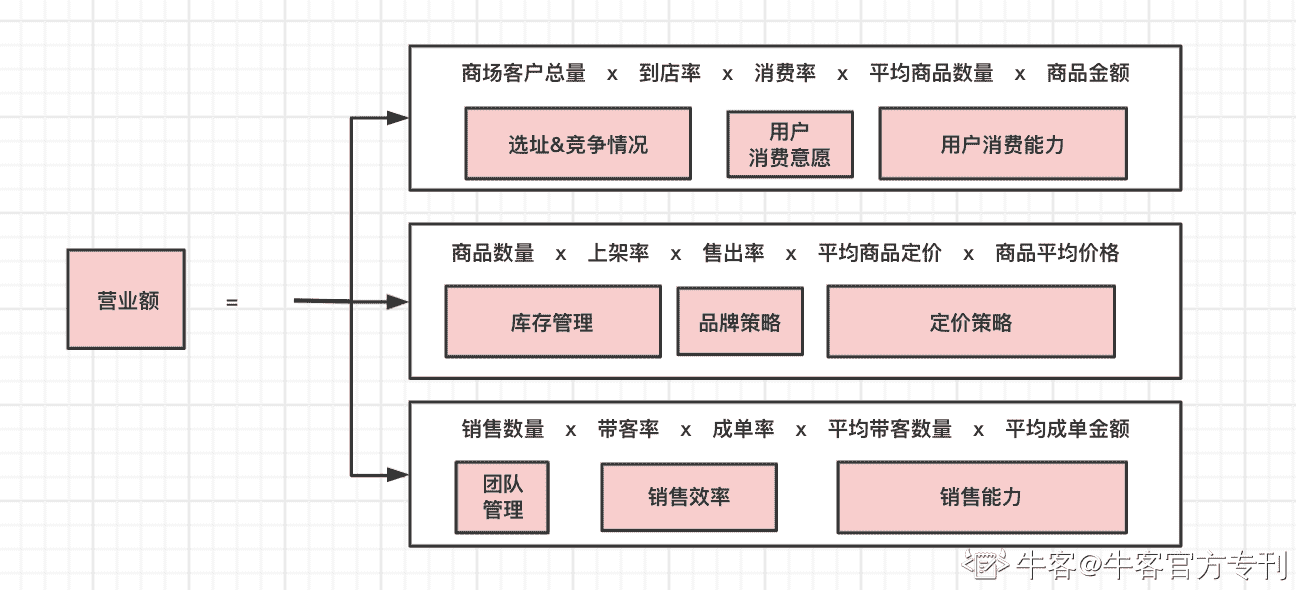 商场客户总量 x 到店率 x 消费率 x 平均商品数量 x 商品金额
选址&竞争情况
用户
消费意愿
用户消费能力
营业额 =
商品数量 x 上架率 x 售出率 x 平均商品定价 x 商品平均价格
库存管理
品牌策略
定价策略
销售数量 x 带客率 x 成单率 x 平均带客数量 x 平均成单金额
团队
管理
销售效率
销售能力
牛客@牛客官方专刊